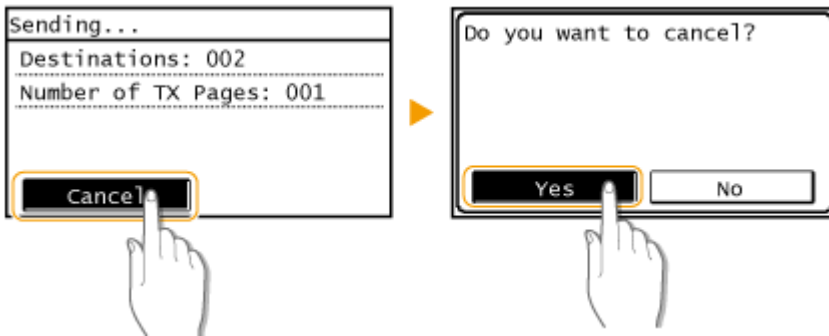 Sending...
Destinations: 002
Number of TX Pages: 001
Cancel
Do you want to cancel?
Yes
No